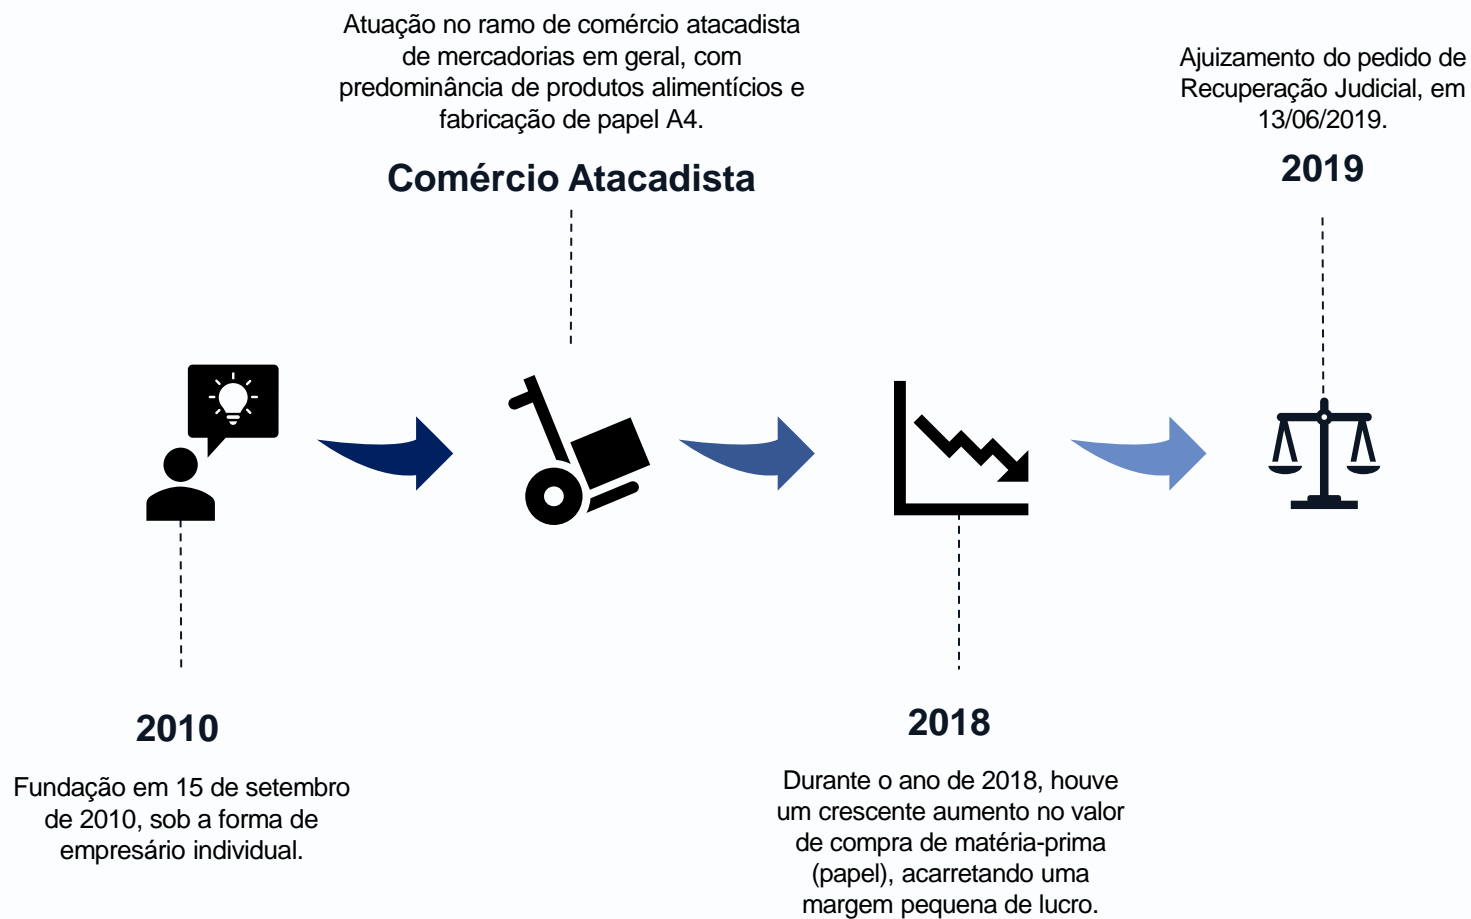 Atuação no ramo de comércio atacadista
de mercadorias em geral, com
predominância de produtos alimentícios e
fabricação de papel A4.
Comércio Atacadista
Ajuizamento do pedido de
Recuperação Judicial, em
13/06/2019.
2019
2010
Fundação em 15 de setembro
de 2010, sob a forma de
empresário individual.
2018
Durante o ano de 2018, houve
um crescente aumento no valor
de compra de matéria-prima
(papel), acarretando uma
margem pequena de lucro.